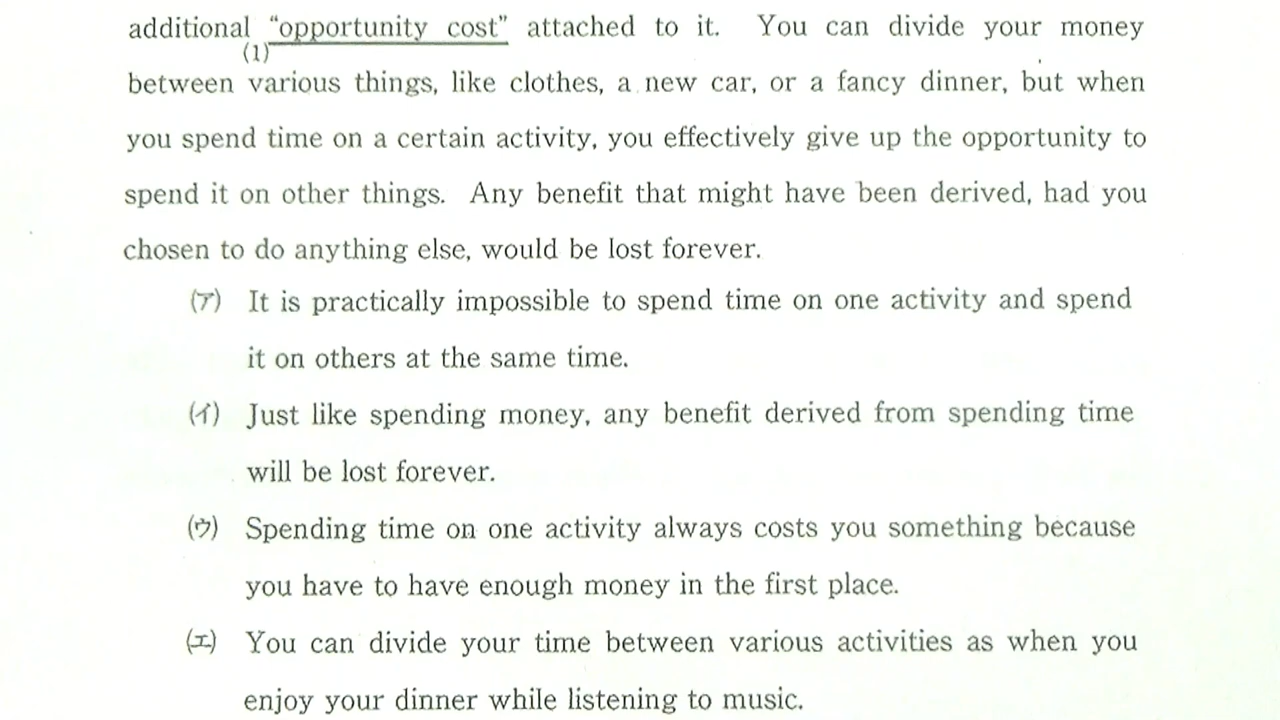 additional “opportunity cost” attached to it. You can divide your money
(1)
between various things, like clothes, a new car, or a fancy dinner, but when
you spend time on a certain activity, you effectively give up the opportunity to
spend it on other things. Any benefit that might have been derived, had you
chosen to do anything else, would be lost forever.
(ア) It is practically impossible to spend time on one activity and spend
it on others at the same time.
(イ) Just like spending money, any benefit derived from spending time
will be lost forever.
(ウ) Spending time on one activity always costs you something because
you have to have enough money in the first place.
(エ) You can divide your time between various activities as when you
enjoy your dinner while listening to music.